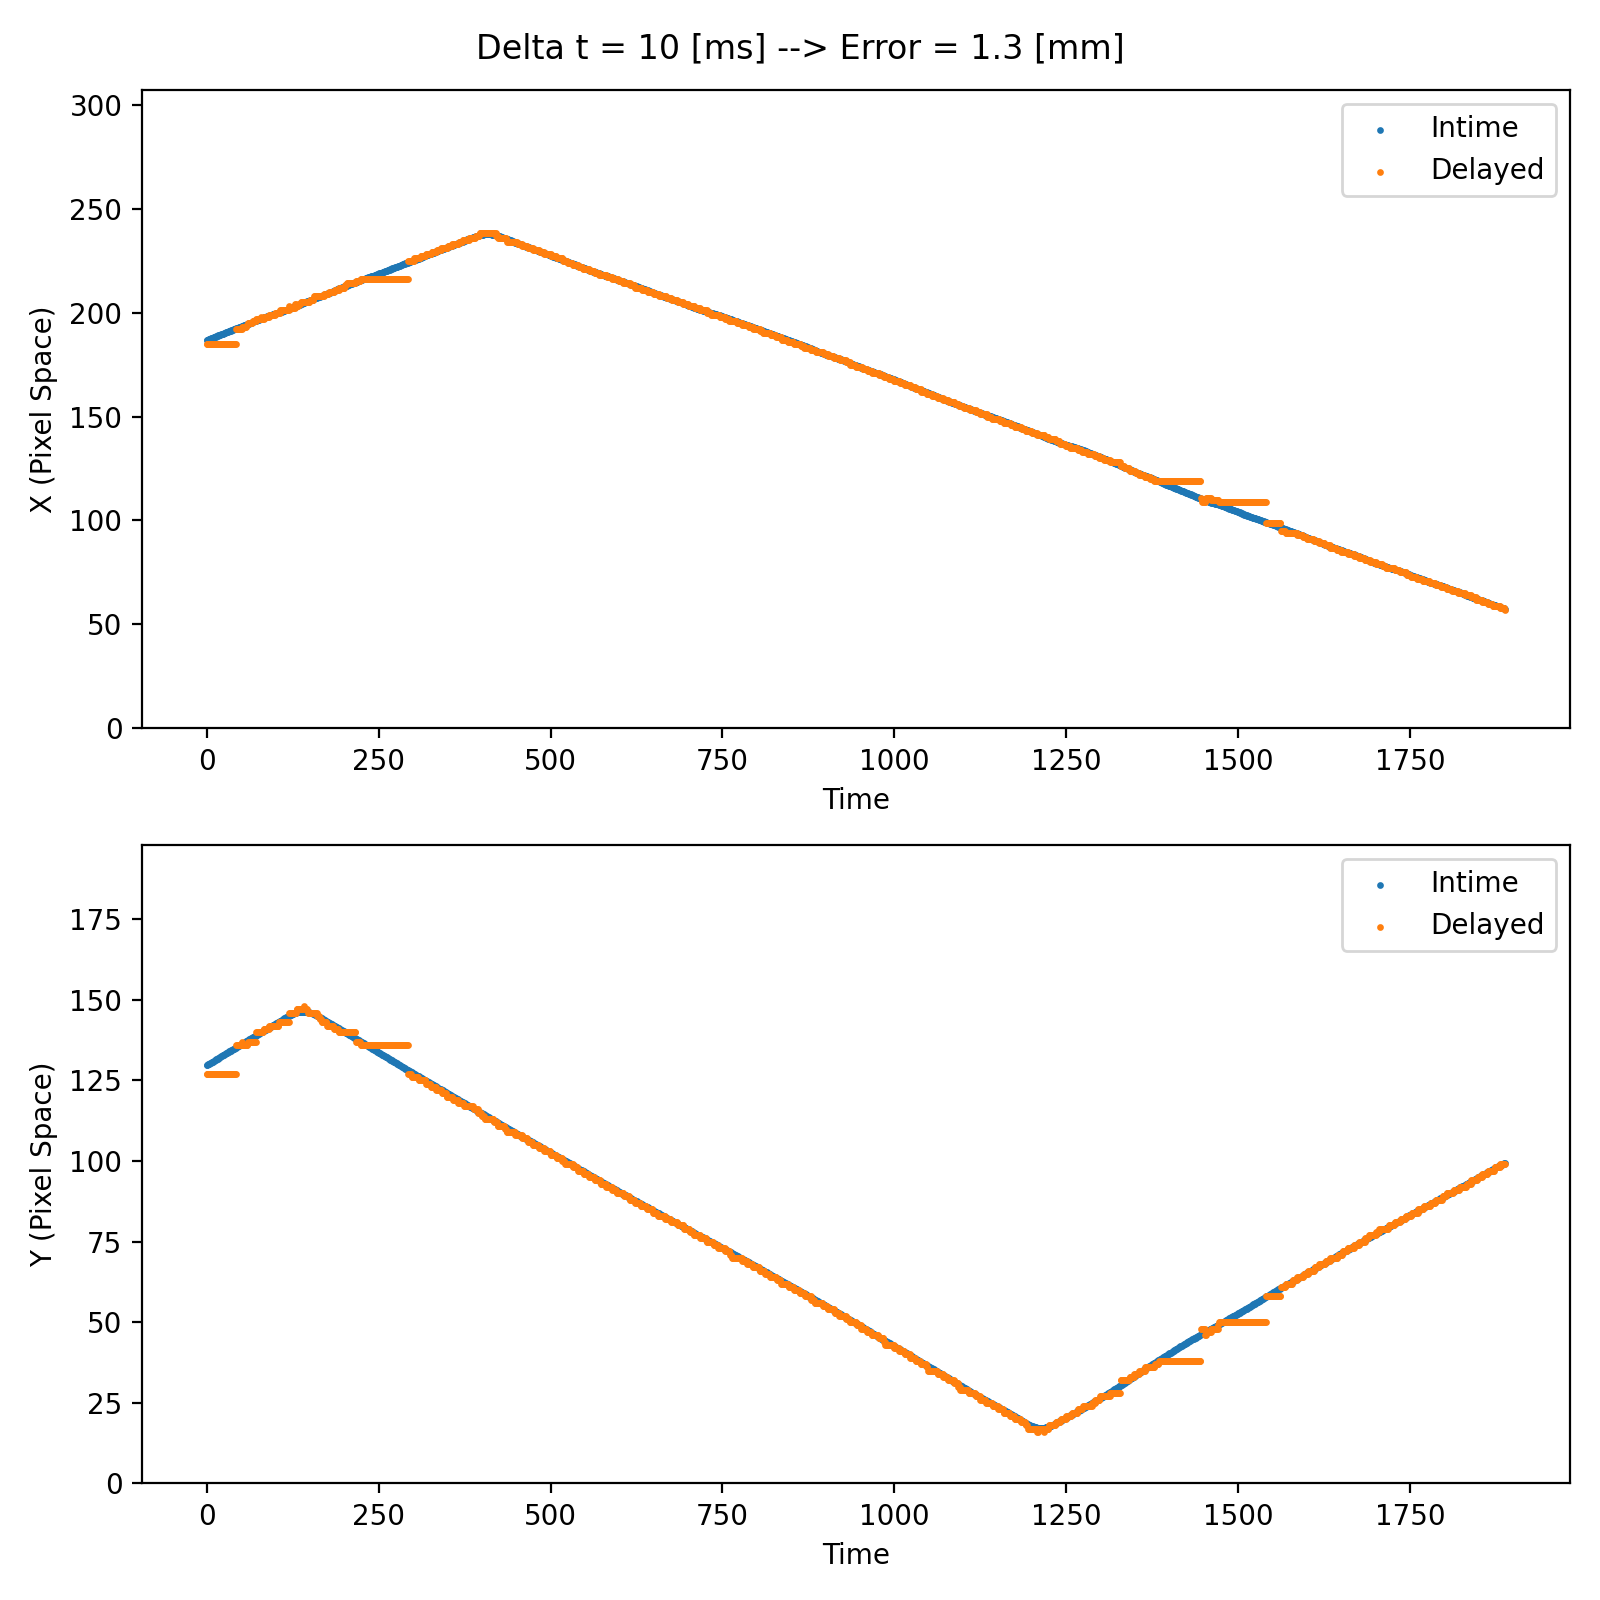 Delta t = 10 [ms] --> Error = 1.3 [mm]
300
250
200
150
100
50
0
X (Pixel Space)
Intime
Delayed
0 250 500 750 1000 1250 1500 1750
Time
175
150
125
100
75
50
25
0
Y (Pixel Space)
Intime
Delayed
0 250 500 750 1000 1250 1500 1750
Time